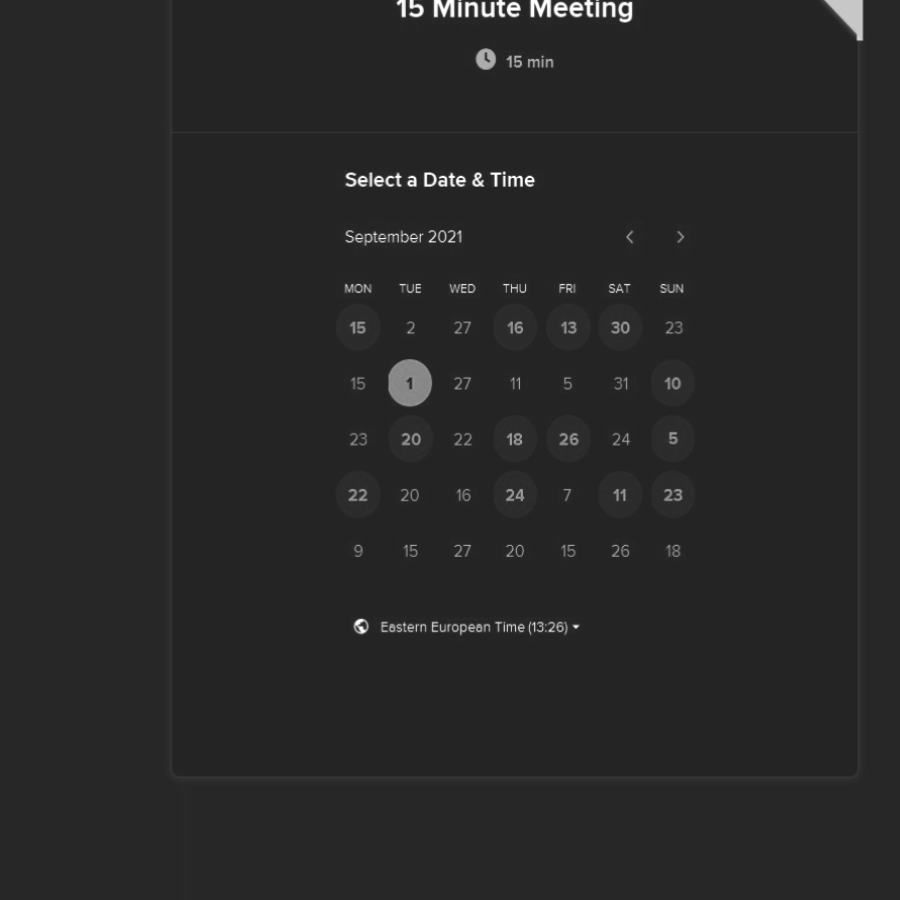 15 Minute Meeting
15 min
Select a Date & Time
September 2021
MON TUE WED THU FRI SAT SUN
15 2 27 16 13 30 23
15 1 27 11 5 31 10
23 20 22 18 26 24 5
22 20 16 24 7 11 23
9 15 27 20 15 26 18
Eastern European Time (13:26)